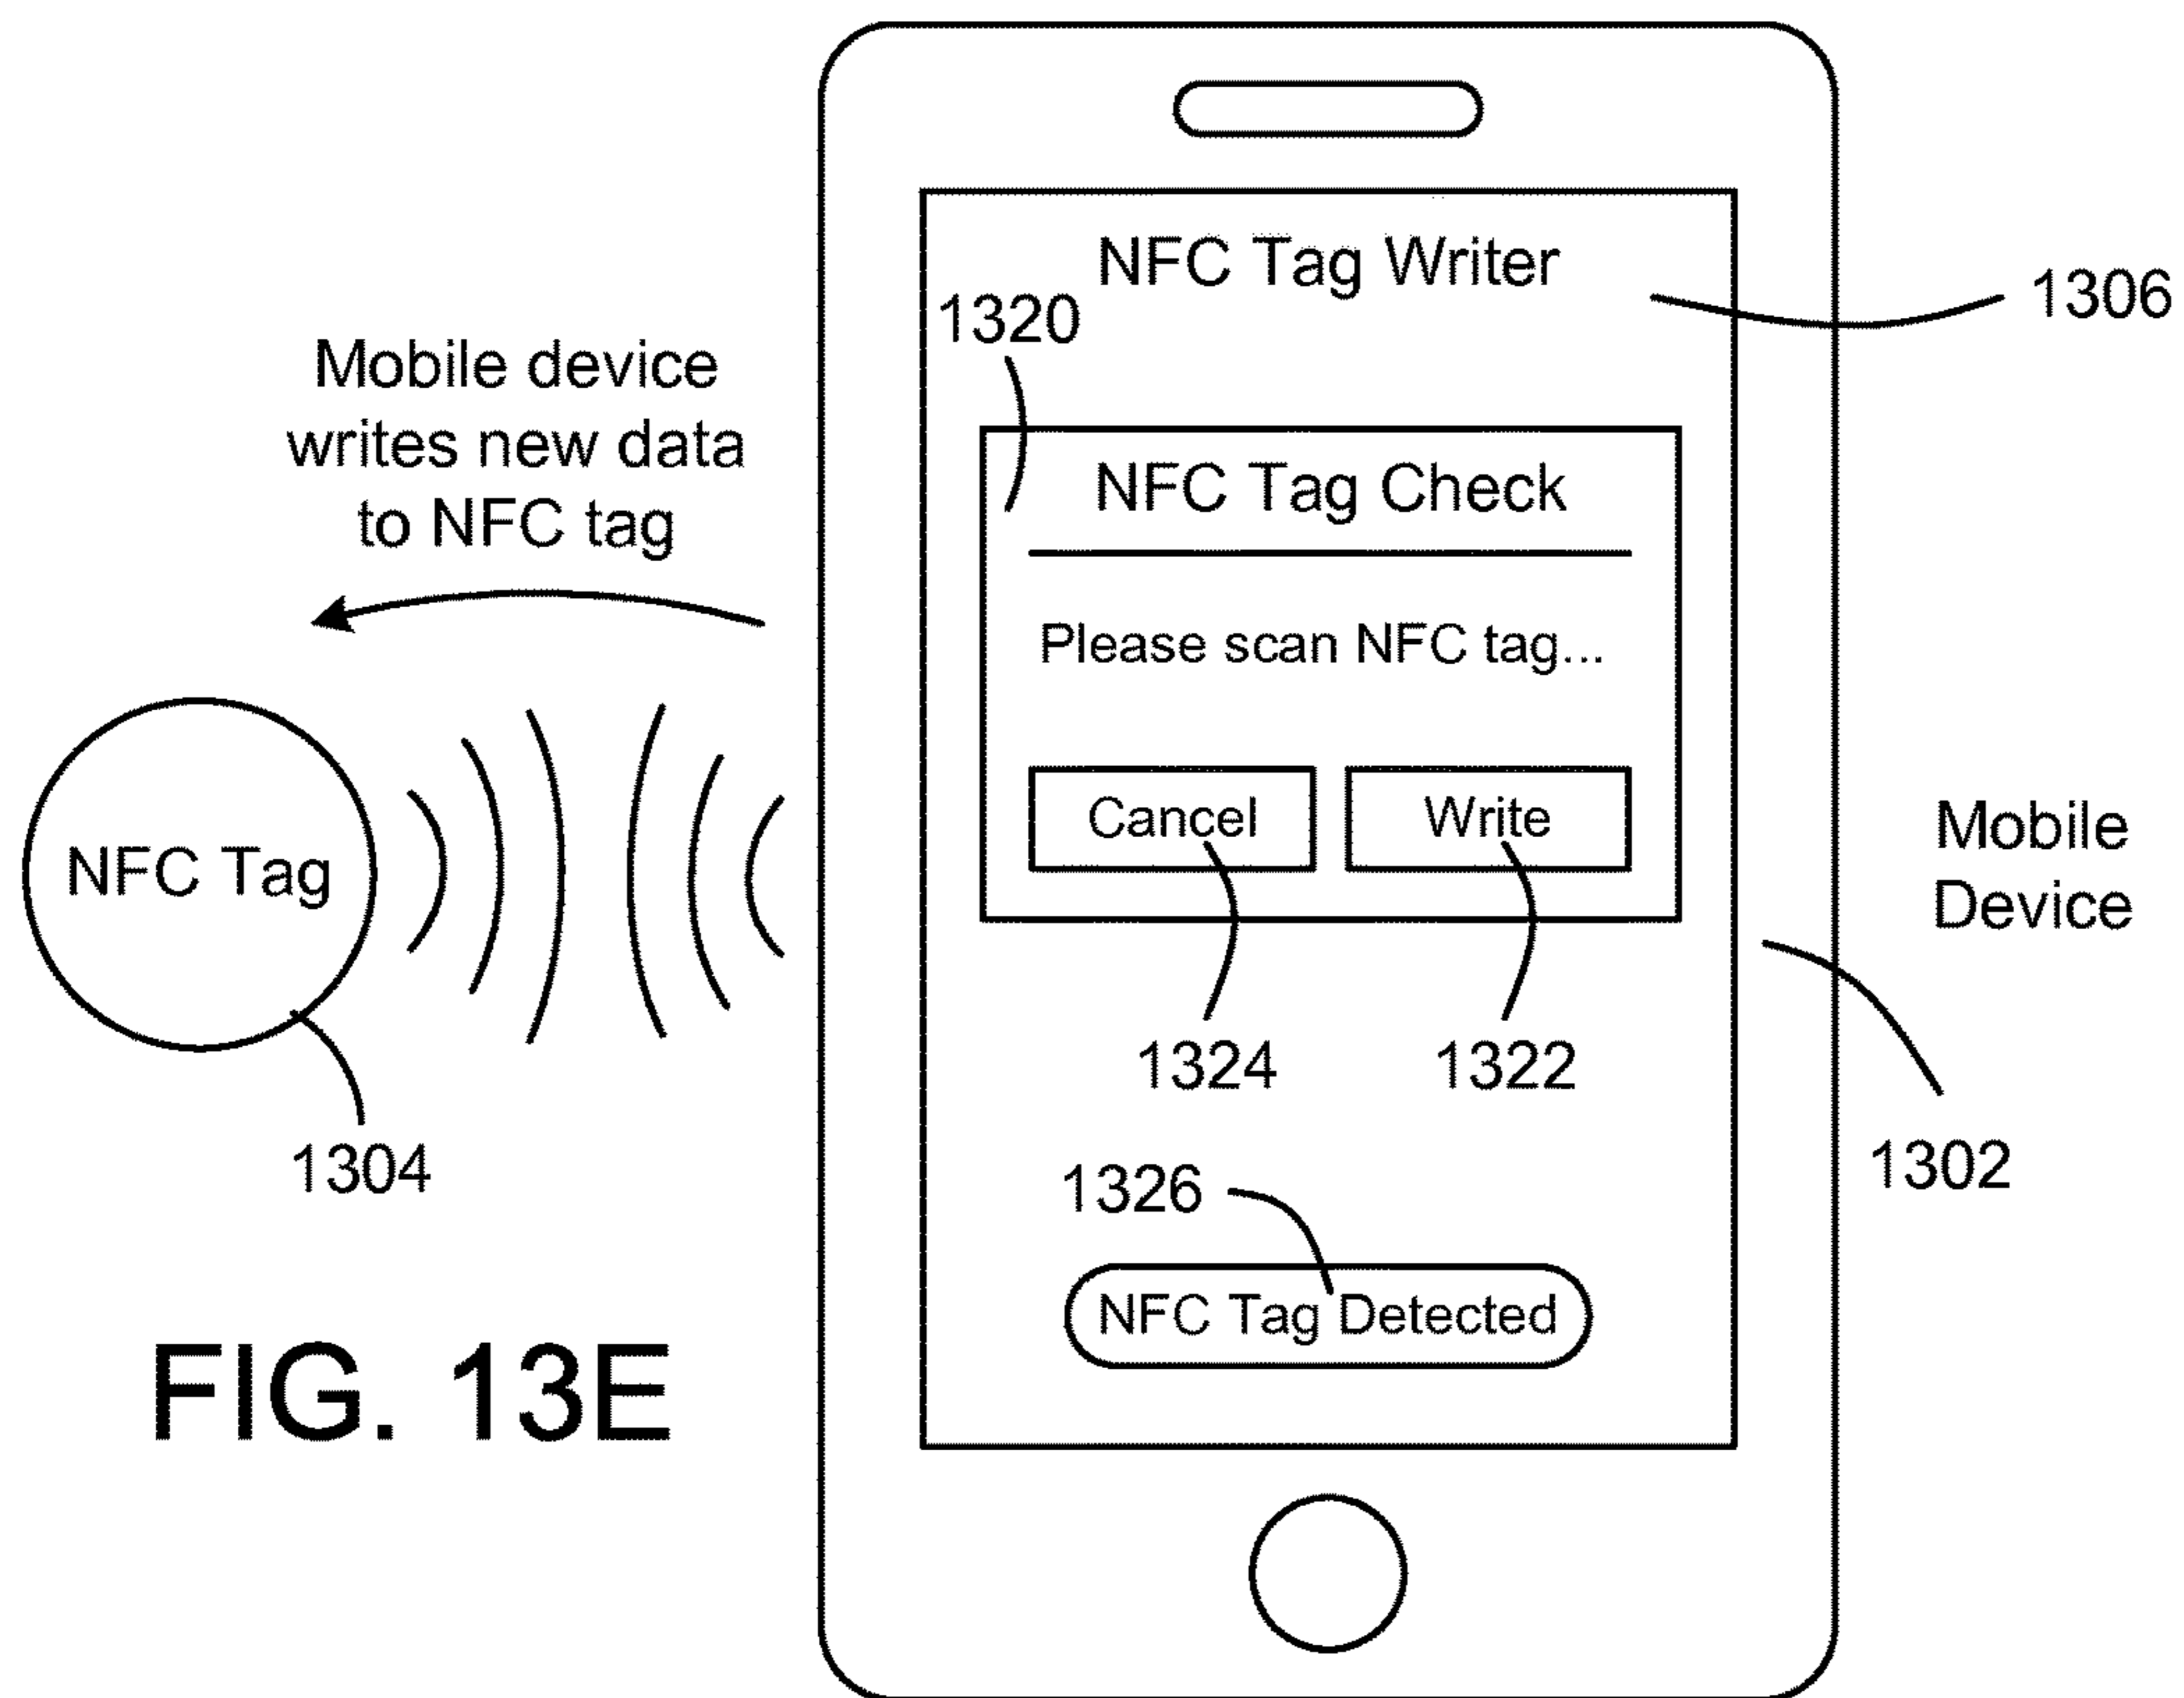 NFC Tag Writer
1306
1320
Mobile device
writes new data
to NFC tag
NFC Tag Check
Please scan NFC tag...
Cancel
Write
Mobile
Device
NFC Tag
1324
1322
1304
1302
1326
NFC Tag Detected
FIG. 13E